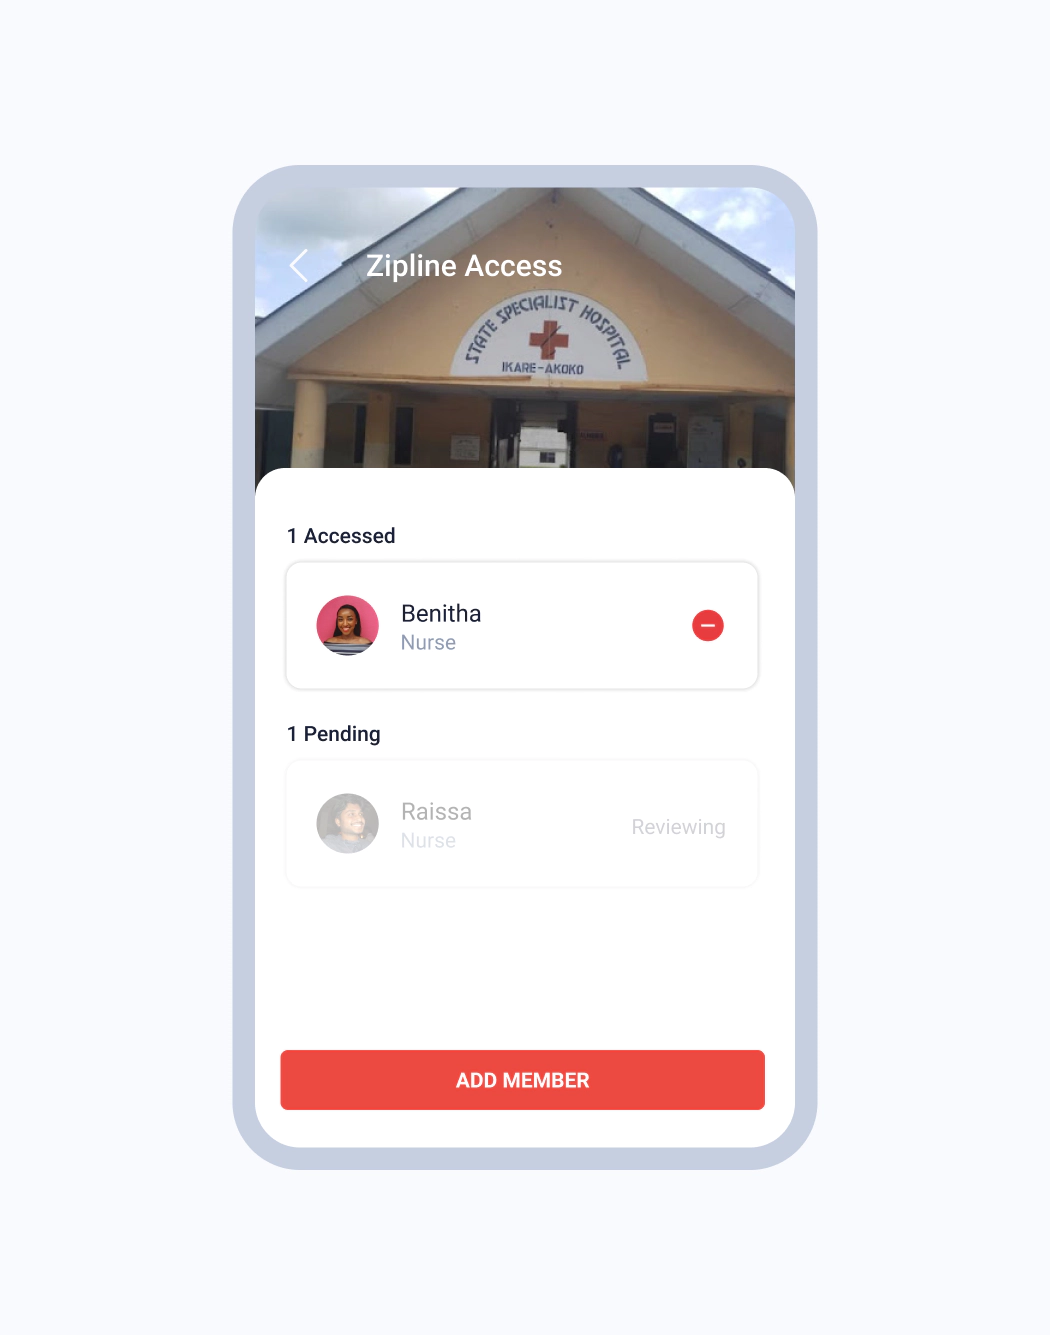 Zipline Access
STATE SPECIALIST HOSPITAL
IKARE-AKOKO
1 Accessed
Benitha
Nurse
1 Pending
Raissa
Nurse
Reviewing
ADD MEMBER